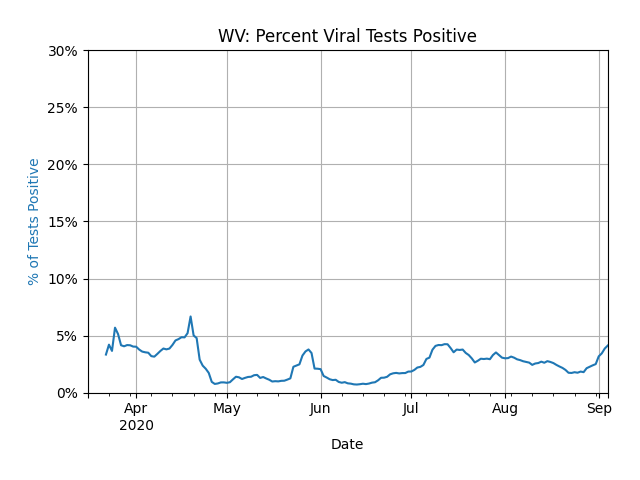 WV: Percent Viral Tests Positive
30%
25%
20%
15%
10%
5%
0%
% of Tests Positive
Apr May Jun Jul Aug Sep
2020
Date